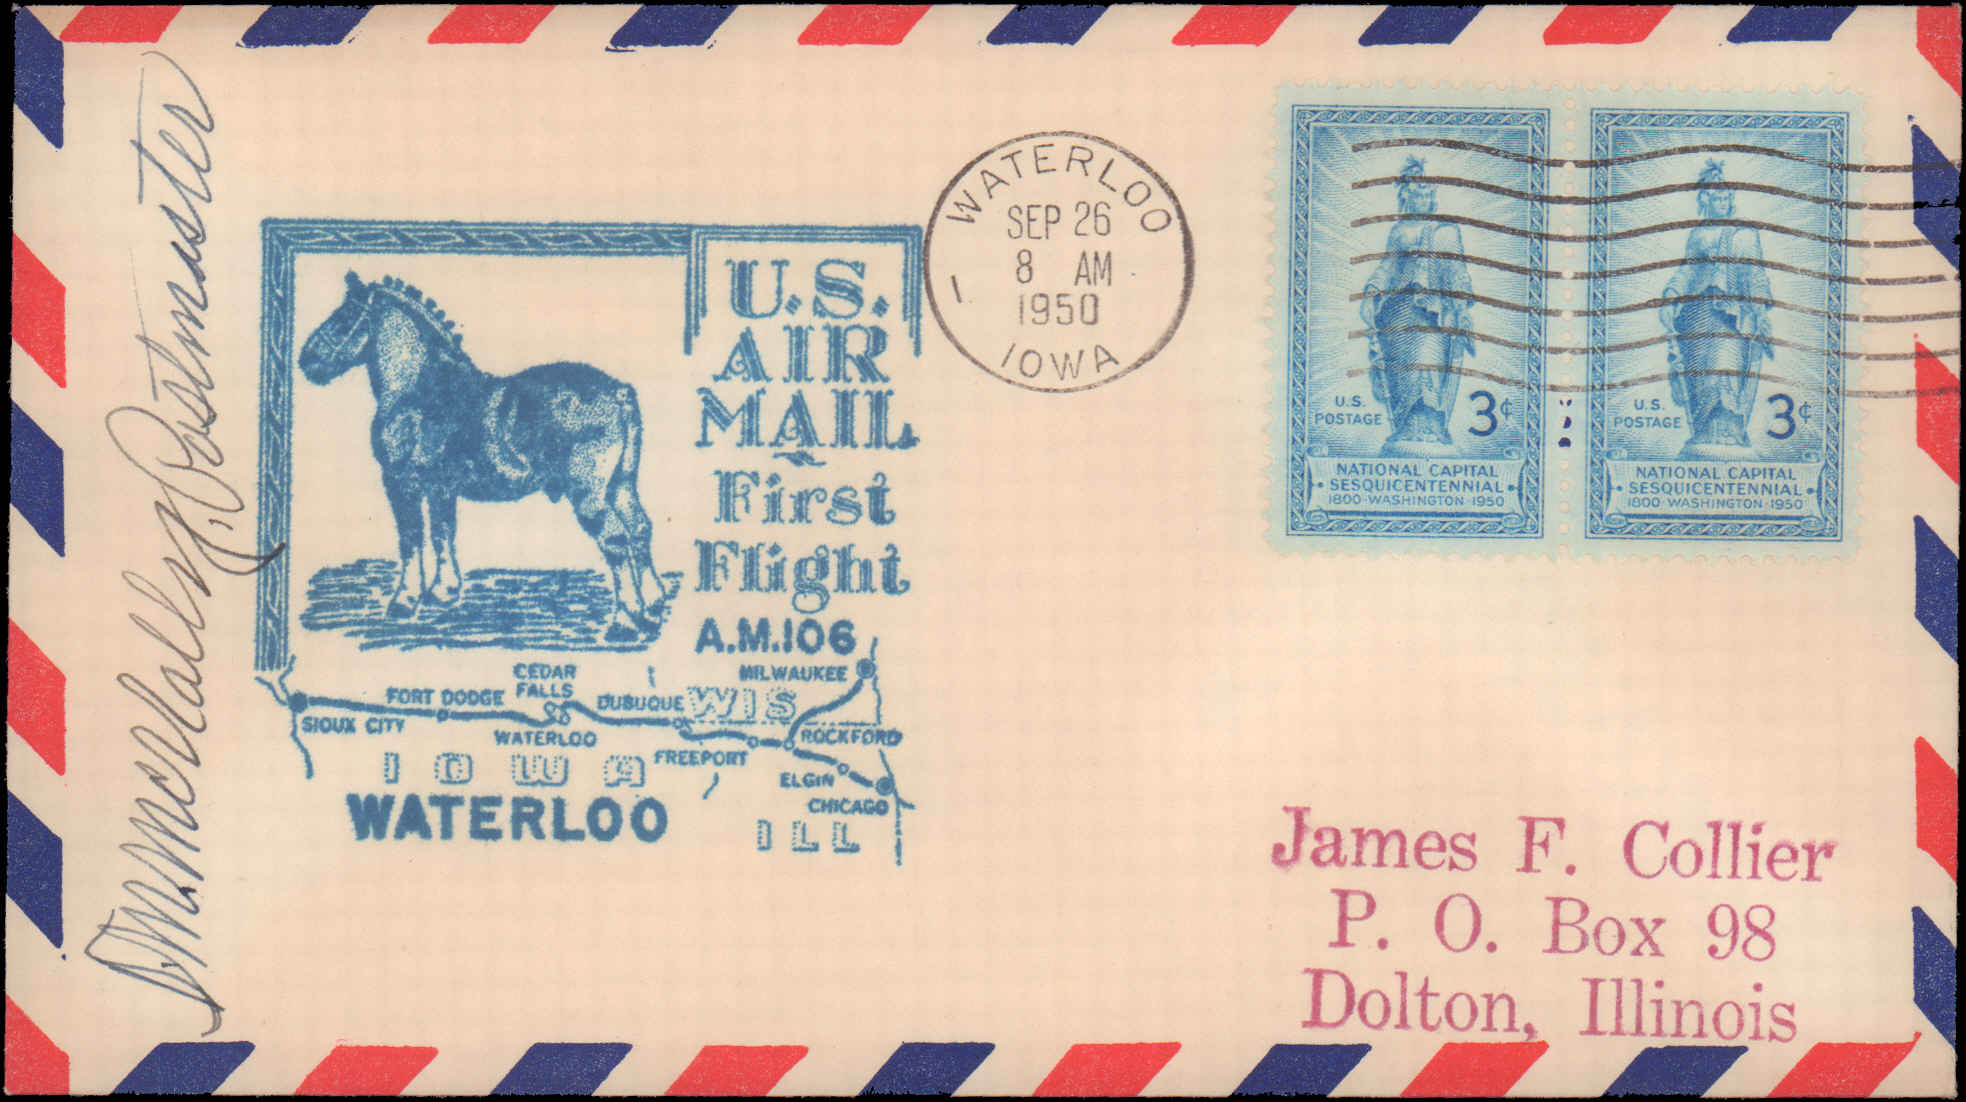 Postmaster
U.S.
AIR
MAIL
First
Flight
A.M.106
MILWAUKEE
CEDAR
FALLS
FORT DODGE
DUBUQUE
WIS
SIOUX CITY
WATERLOO
ROCKFORD
FREEPORT
IOWA
ELGIN
CHICAGO
WATERLOO
ILL
WATERLOO
SEP 26
8 AM
1950
1
IOWA
U.S.
POSTAGE
3¢
NATIONAL CAPITAL
SESQUICENTENNIAL
1800·WASHINGTON·1950
U.S.
POSTAGE
3¢
NATIONAL CAPITAL
SESQUICENTENNIAL
1800·WASHINGTON·1950
James F. Collier
P. O. Box 98
Dolton, Illinois